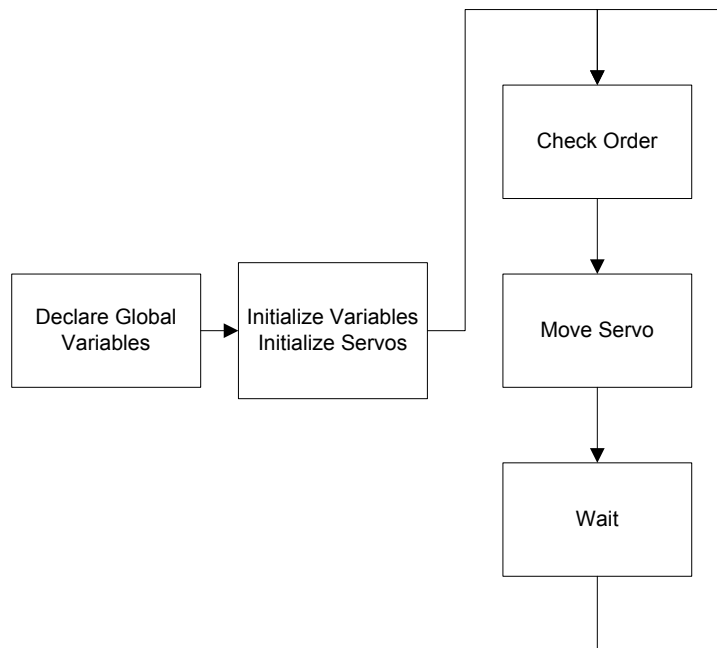 Declare Global
Variables
Initialize Variables
Initialize Servos
Check Order
Move Servo
Wait